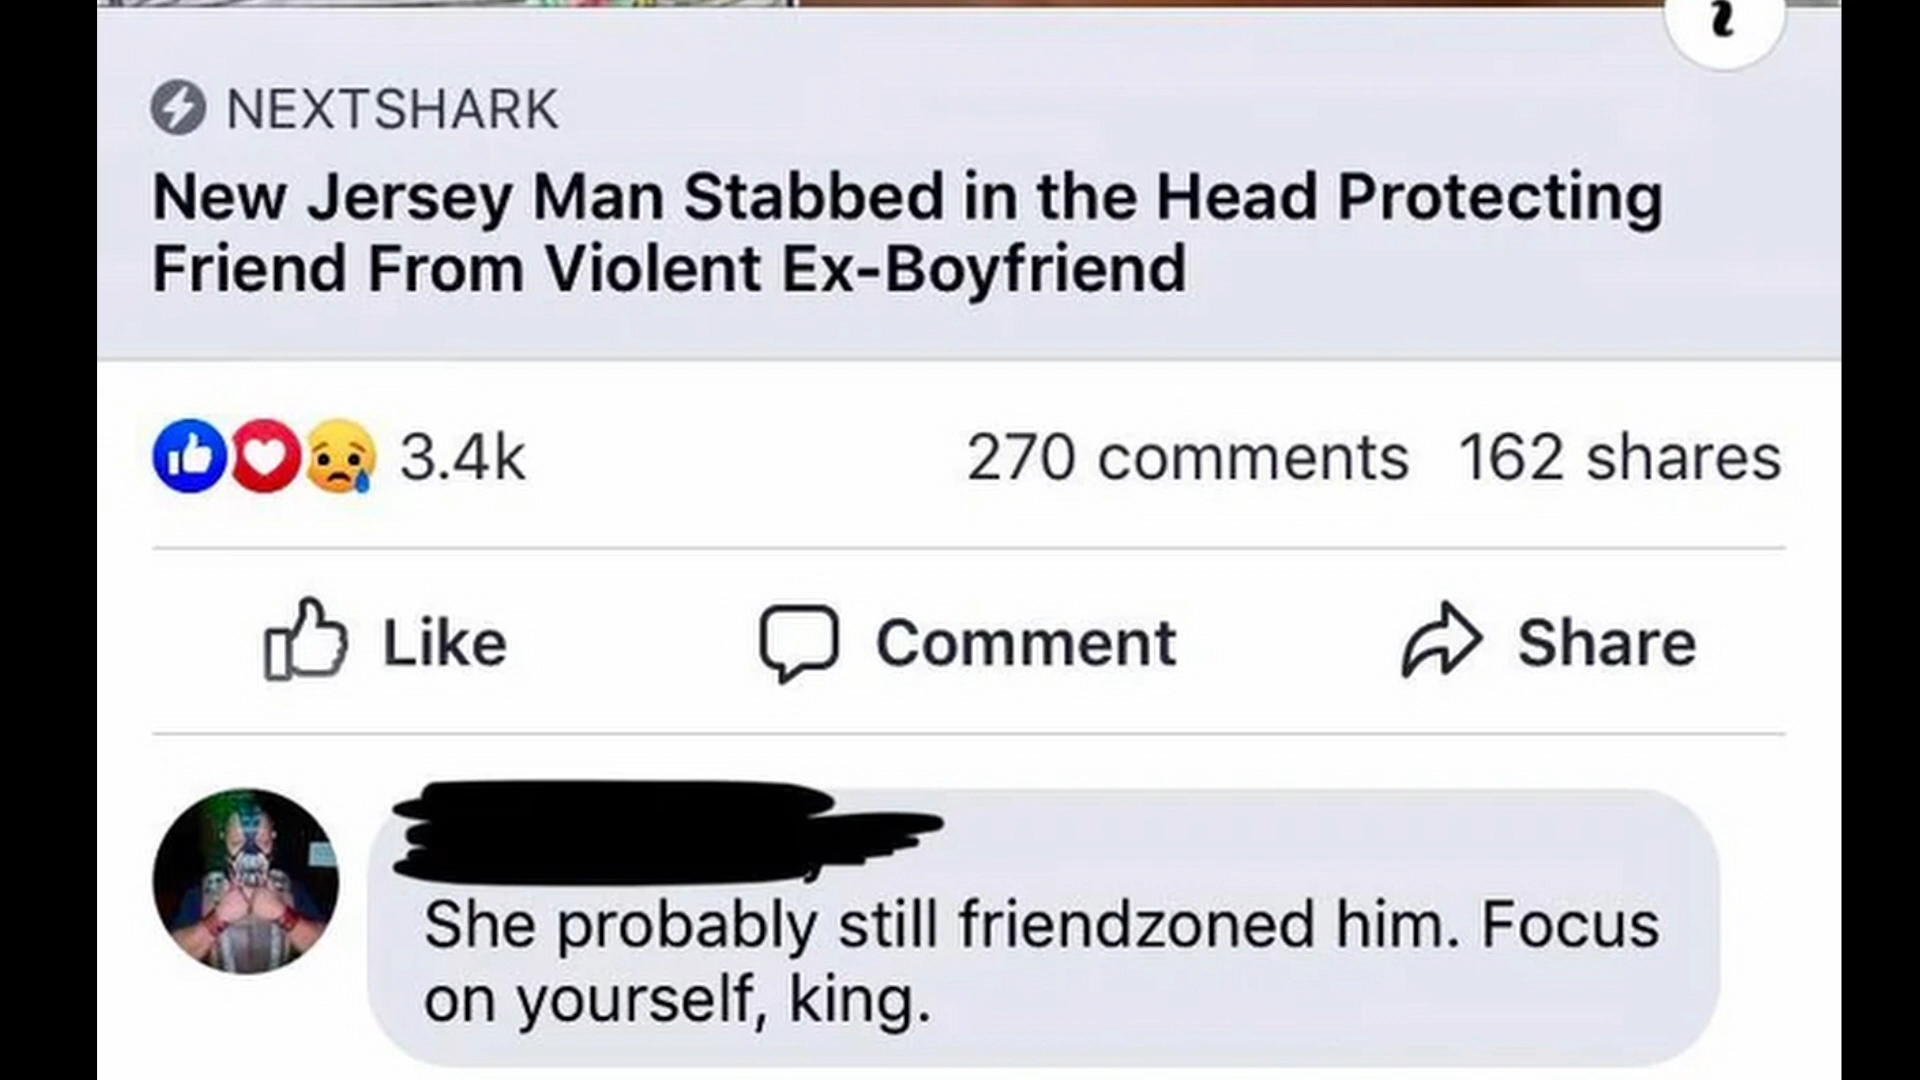 NEXTSHARK
New Jersey Man Stabbed in the Head Protecting
Friend From Violent Ex-Boyfriend
3.4k 270 comments 162 shares
Like Comment Share
She probably still friendzoned him. Focus
on yourself, king.